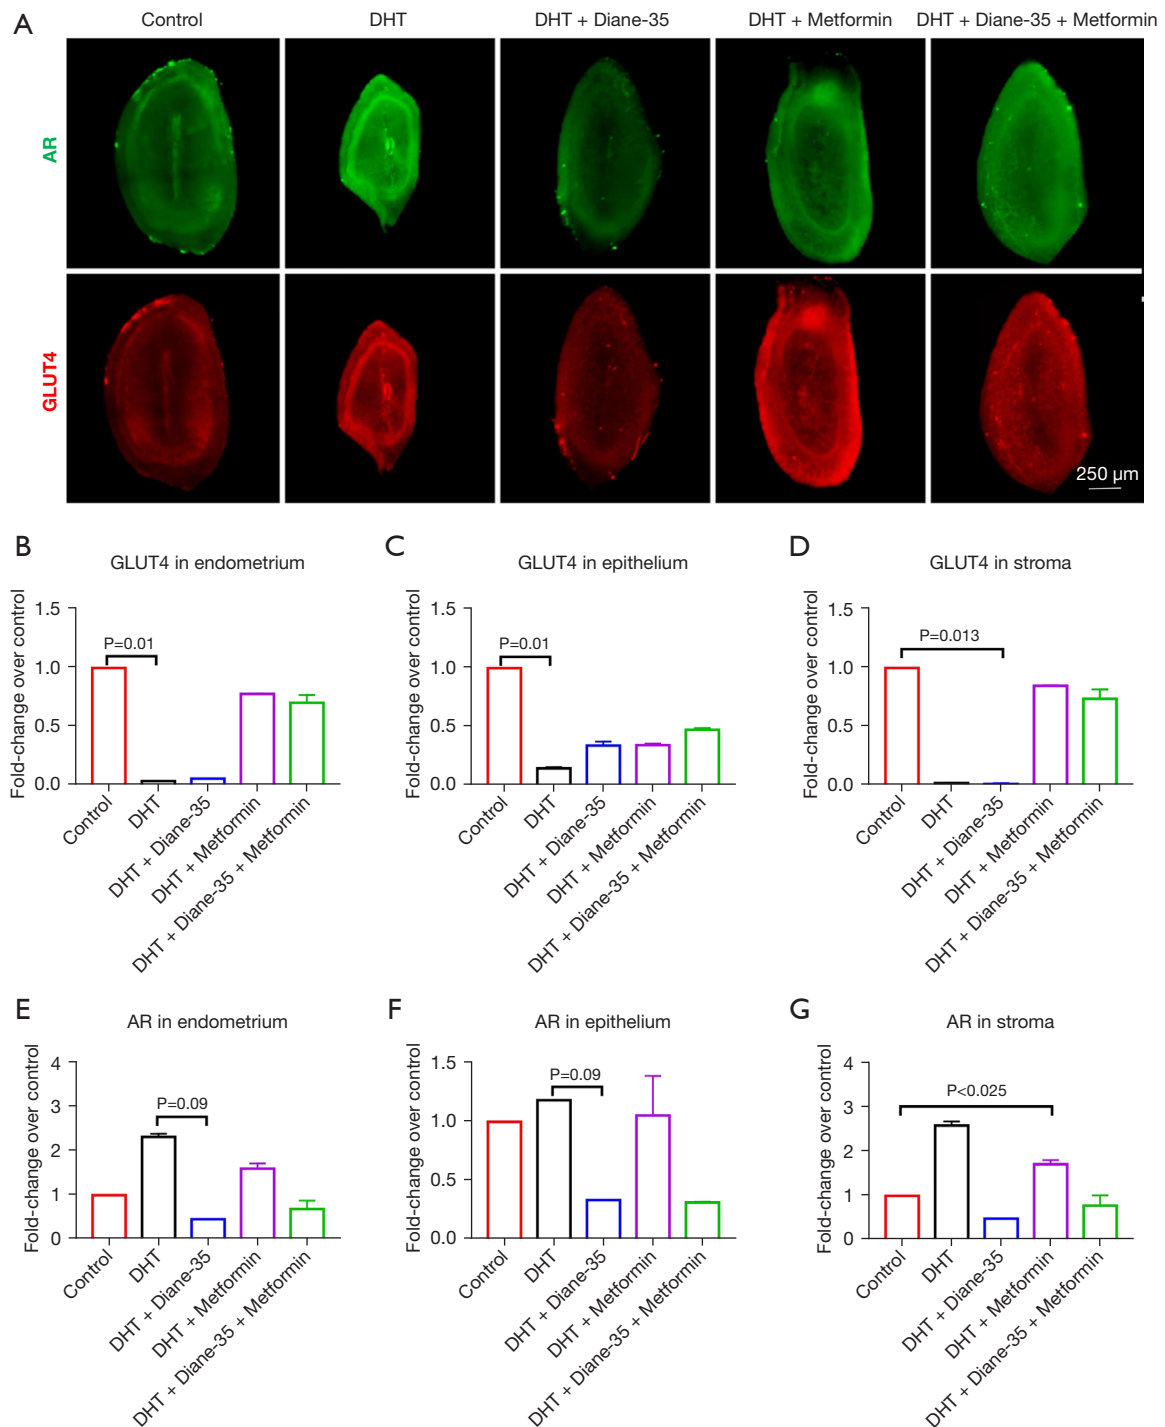 A
Control
DHT
DHT + Diane-35
DHT + Metformin
DHT + Diane-35 + Metformin
AR
GLUT4
250 µm
B
GLUT4 in endometrium
Fold-change over control
1.5
1.0
0.5
0.0
P=0.01
Control
DHT
DHT + Diane-35
DHT + Metformin
DHT + Diane-35 + Metformin
C
GLUT4 in epithelium
Fold-change over control
1.5
1.0
0.5
0.0
P=0.01
Control
DHT
DHT + Diane-35
DHT + Metformin
DHT + Diane-35 + Metformin
D
GLUT4 in stroma
Fold-change over control
1.5
1.0
0.5
0.0
P=0.013
Control
DHT
DHT + Diane-35
DHT + Metformin
DHT + Diane-35 + Metformin
E
AR in endometrium
Fold-change over control
4
3
2
1
0
P=0.09
Control
DHT
DHT + Diane-35
DHT + Metformin
DHT + Diane-35 + Metformin
F
AR in epithelium
Fold-change over control
1.5
1.0
0.5
0.0
P=0.09
Control
DHT
DHT + Diane-35
DHT + Metformin
DHT + Diane-35 + Metformin
G
AR in stroma
Fold-change over control
4
3
2
1
0
P<0.025
Control
DHT
DHT + Diane-35
DHT + Metformin
DHT + Diane-35 + Metformin